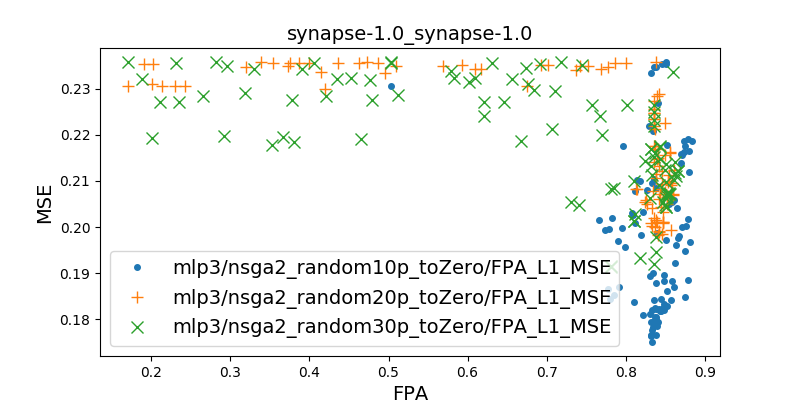 synapse-1.0_synapse-1.0
MSE
0.23
0.22
0.21
0.20
0.19
0.18
mlp3/nsga2_random10p_toZero/FPA_L1_MSE
mlp3/nsga2_random20p_toZero/FPA_L1_MSE
mlp3/nsga2_random30p_toZero/FPA_L1_MSE
0.2 0.3 0.4 0.5 0.6 0.7 0.8 0.9
FPA